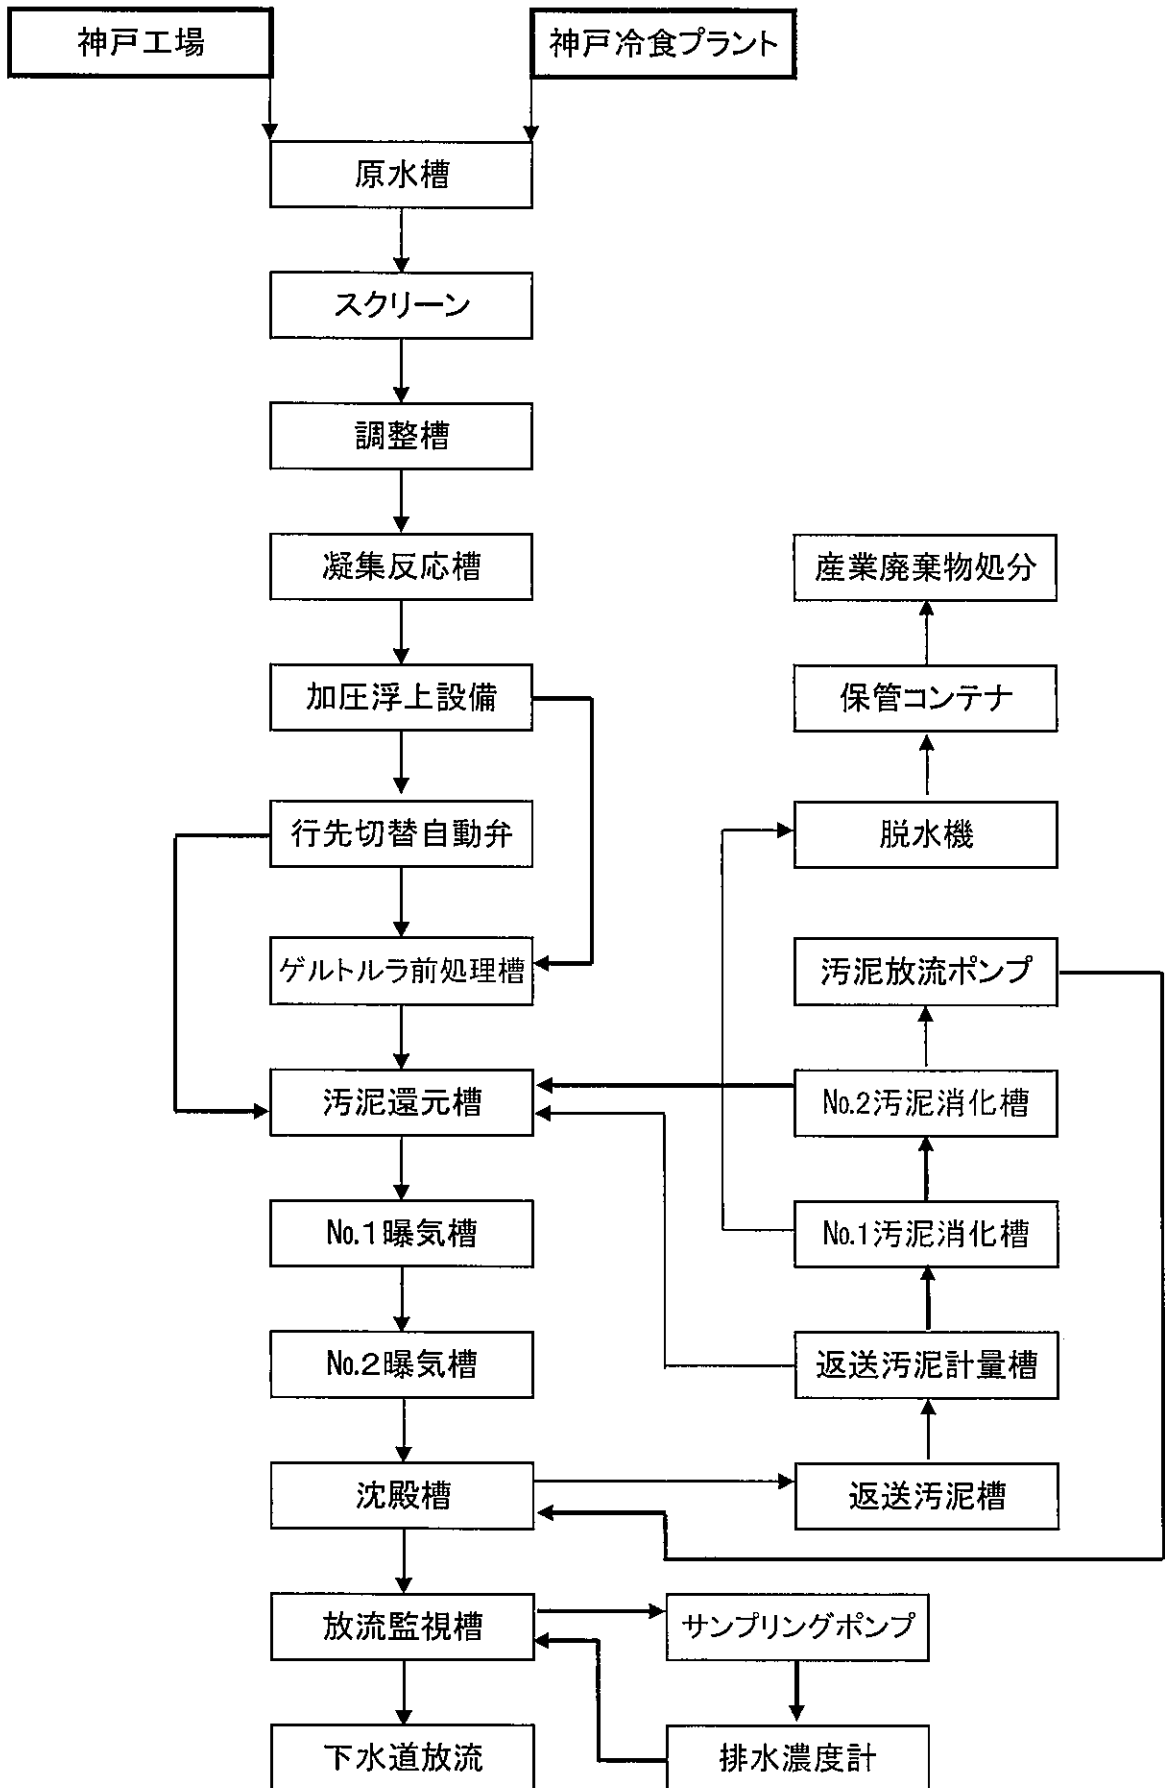 神戸工場
神戸冷食プラント
原水槽
スクリーン
調整槽
凝集反応槽
産業廃棄物処分
加圧浮上設備
保管コンテナ
行先切替自動弁
脱水機
ゲルトルラ前処理槽
汚泥放流ポンプ
汚泥還元槽
No.2汚泥消化槽
No.1曝気槽
No.1汚泥消化槽
No.2曝気槽
返送汚泥計量槽
沈殿槽
返送汚泥槽
放流監視槽
サンプリングポンプ
下水道放流
排水濃度計